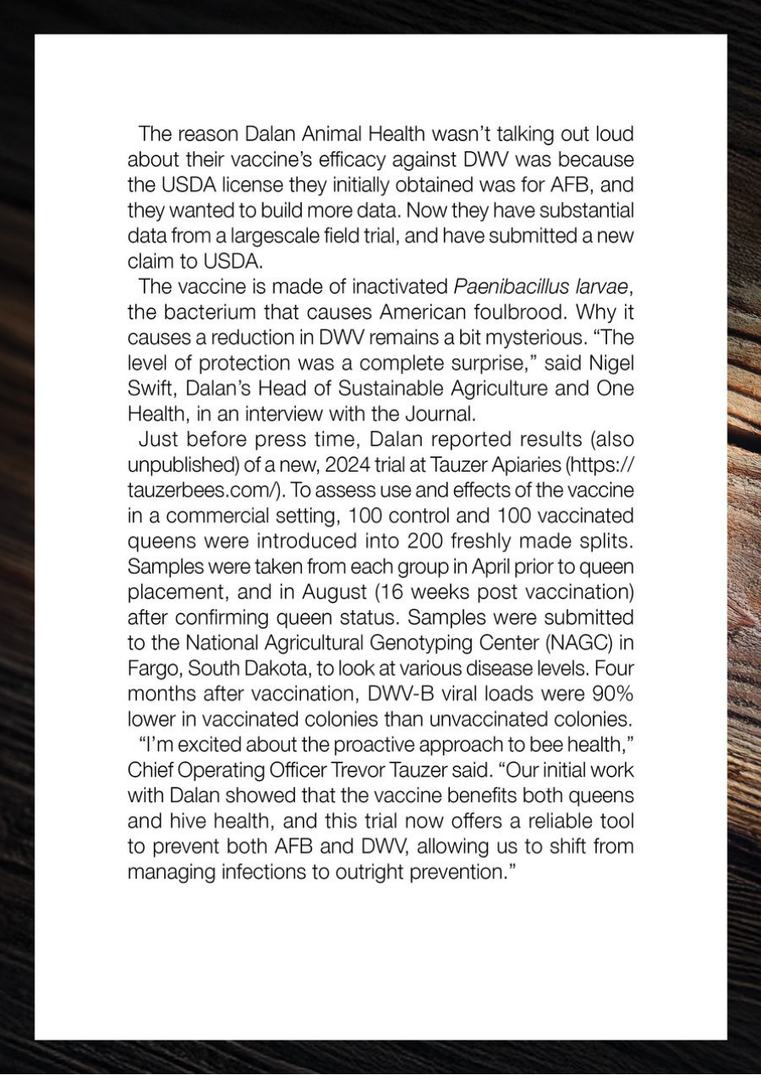 The reason Dalan Animal Health wasn’t talking out loud
about their vaccine’s efficacy against DWV was because
the USDA license they initially obtained was for AFB, and
they wanted to build more data. Now they have substantial
data from a largescale field trial, and have submitted a new
claim to USDA.
The vaccine is made of inactivated Paenibacillus larvae,
the bacterium that causes American foulbrood. Why it
causes a reduction in DWV remains a bit mysterious. “The
level of protection was a complete surprise,” said Nigel
Swift, Dalan’s Head of Sustainable Agriculture and One
Health, in an interview with the Journal.
Just before press time, Dalan reported results (also
unpublished) of a new, 2024 trial at Tauzer Apiaries (https://
tauzerbees.com/). To assess use and effects of the vaccine
in a commercial setting, 100 control and 100 vaccinated
queens were introduced into 200 freshly made splits.
Samples were taken from each group in April prior to queen
placement, and in August (16 weeks post vaccination)
after confirming queen status. Samples were submitted
to the National Agricultural Genotyping Center (NAGC) in
Fargo, South Dakota, to look at various disease levels. Four
months after vaccination, DWV-B viral loads were 90%
lower in vaccinated colonies than unvaccinated colonies.
“I’m excited about the proactive approach to bee health,”
Chief Operating Officer Trevor Tauzer said. “Our initial work
with Dalan showed that the vaccine benefits both queens
and hive health, and this trial now offers a reliable tool
to prevent both AFB and DWV, allowing us to shift from
managing infections to outright prevention.”